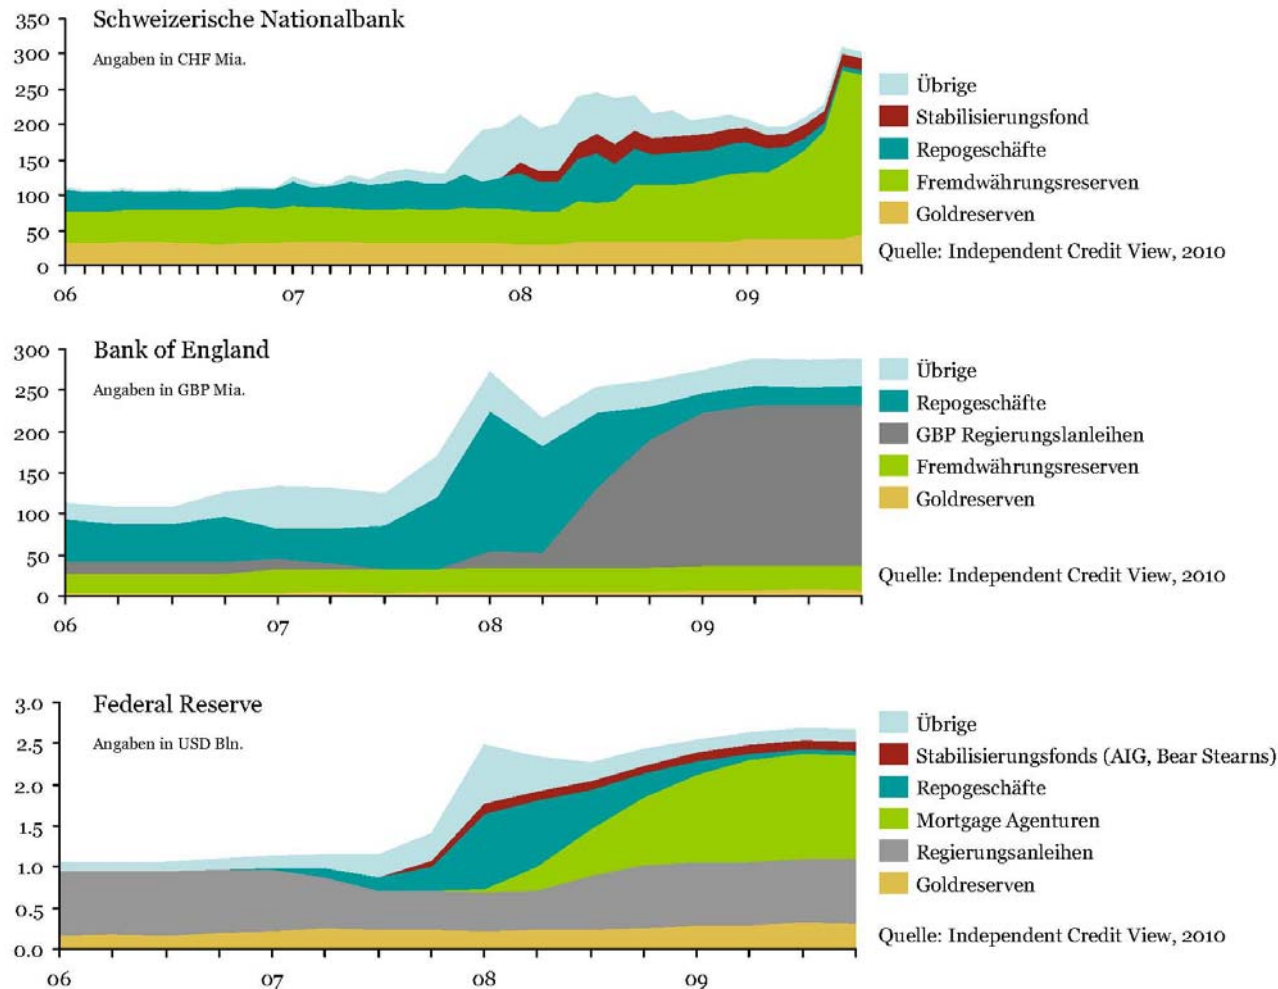 Schweizerische Nationalbank
Angaben in CHF Mia.
350
300
250
200
150
100
50
0
06
07
08
09
Übrige
Stabilisierungsfond
Repogeschäfte
Fremdwährungsreserven
Goldreserven
Quelle: Independent Credit View, 2010
Bank of England
Angaben in GBP Mia.
300
250
200
150
100
50
0
06
07
08
09
Übrige
Repogeschäfte
GBP Regierungslanleihen
Fremdwährungsreserven
Goldreserven
Quelle: Independent Credit View, 2010
Federal Reserve
Angaben in USD Bln.
3.0
2.5
2.0
1.5
1.0
0.5
0.0
06
07
08
09
Übrige
Stabilisierungsfonds (AIG, Bear Stearns)
Repogeschäfte
Mortgage Agenturen
Regierungsanleihen
Goldreserven
Quelle: Independent Credit View, 2010